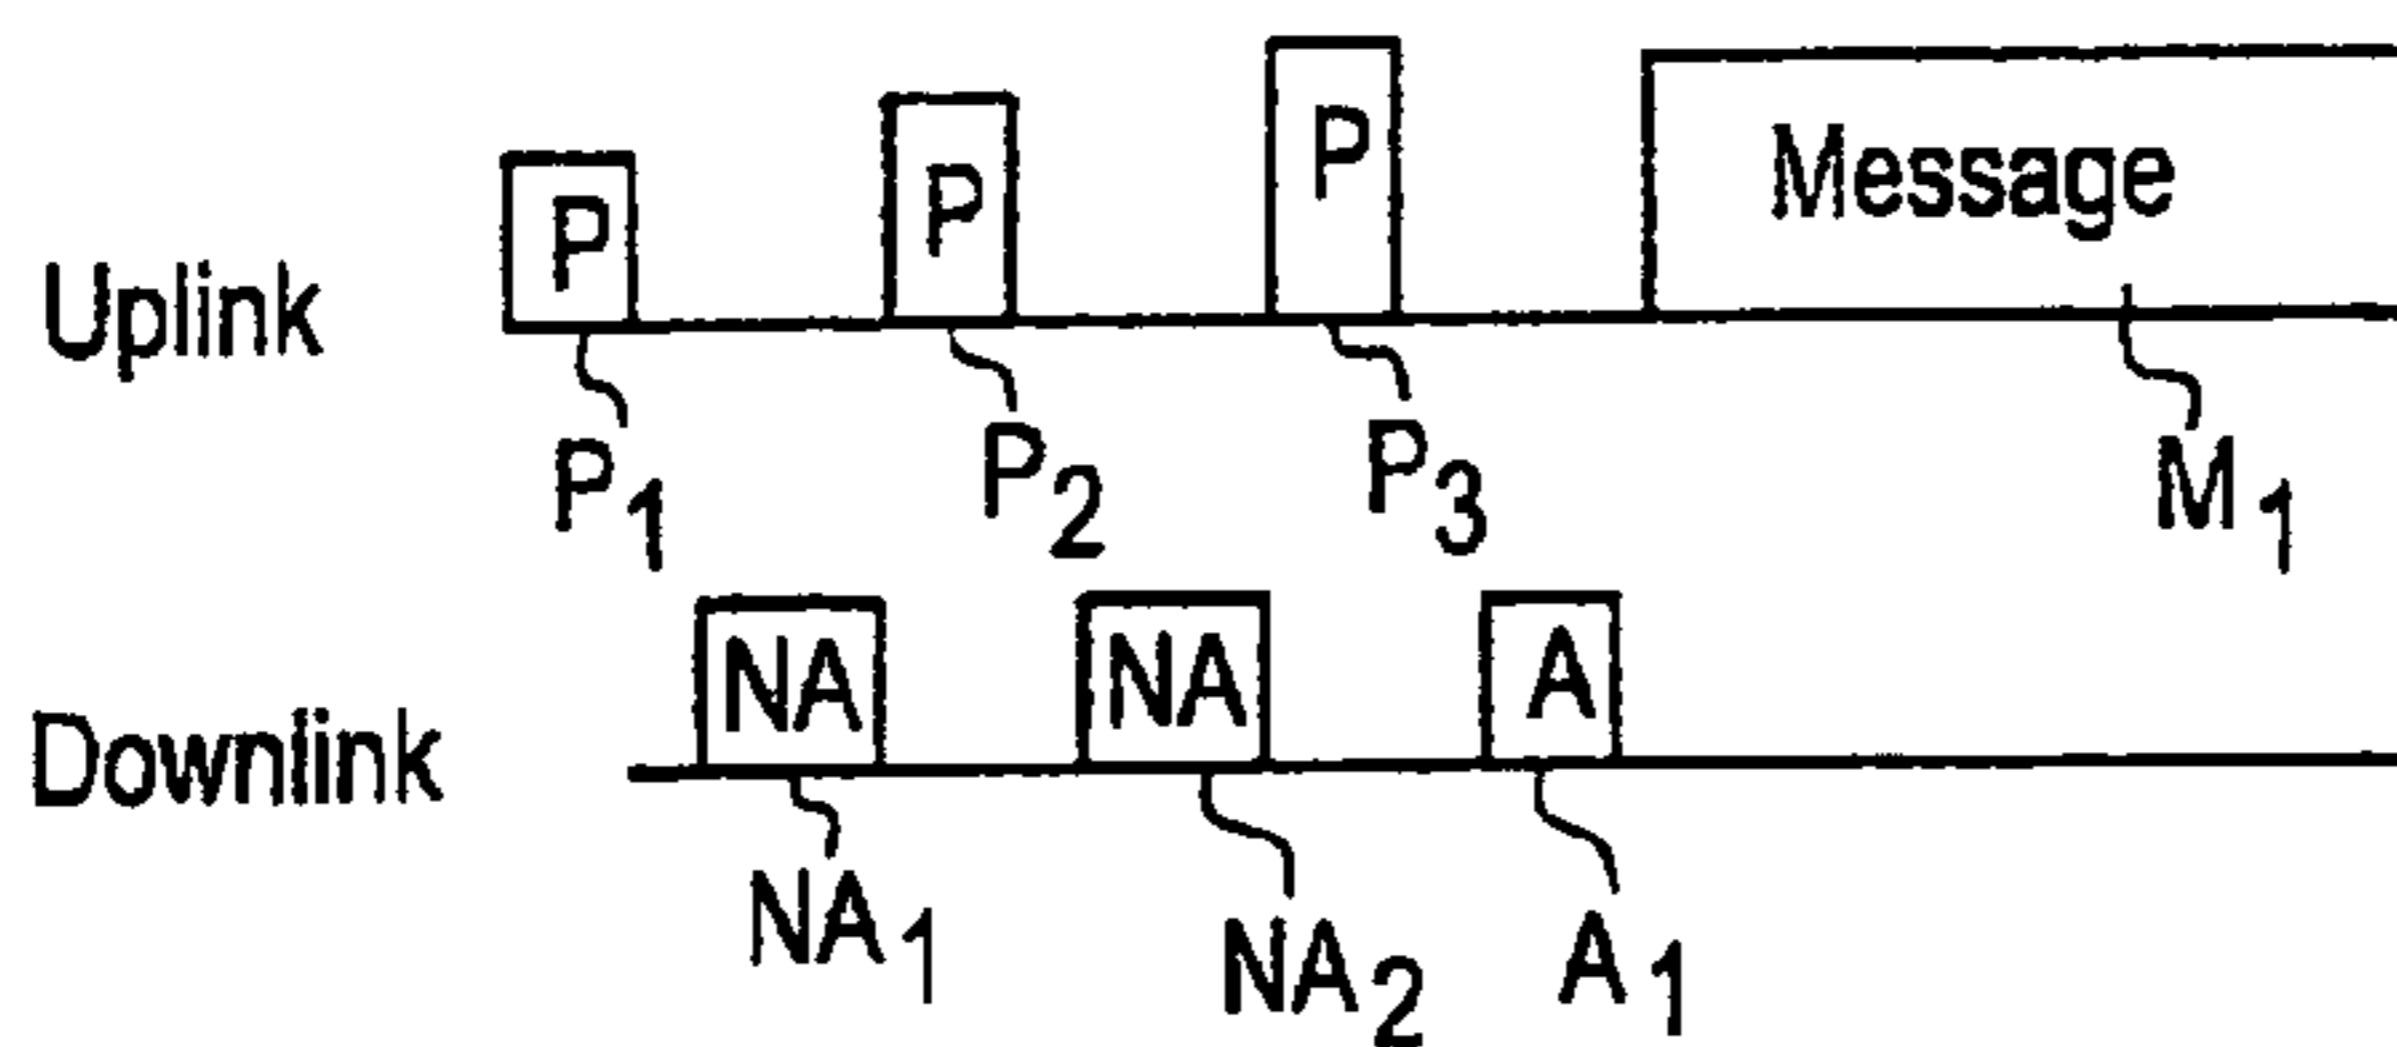 P P P Message
Uplink
P1 P2 P3 M1
NA NA A
Downlink
NA1 NA2 A1